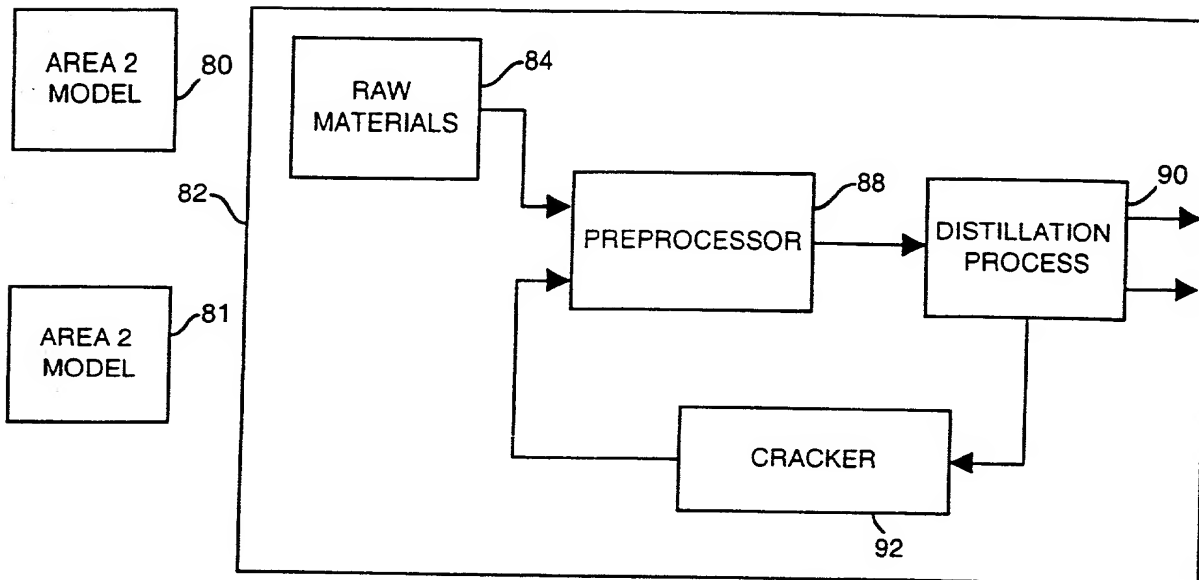 AREA 2
MODEL
80
RAW
MATERIALS
84
82
PREPROCESSOR
88
DISTILLATION
PROCESS
90
AREA 2
MODEL
81
CRACKER
92